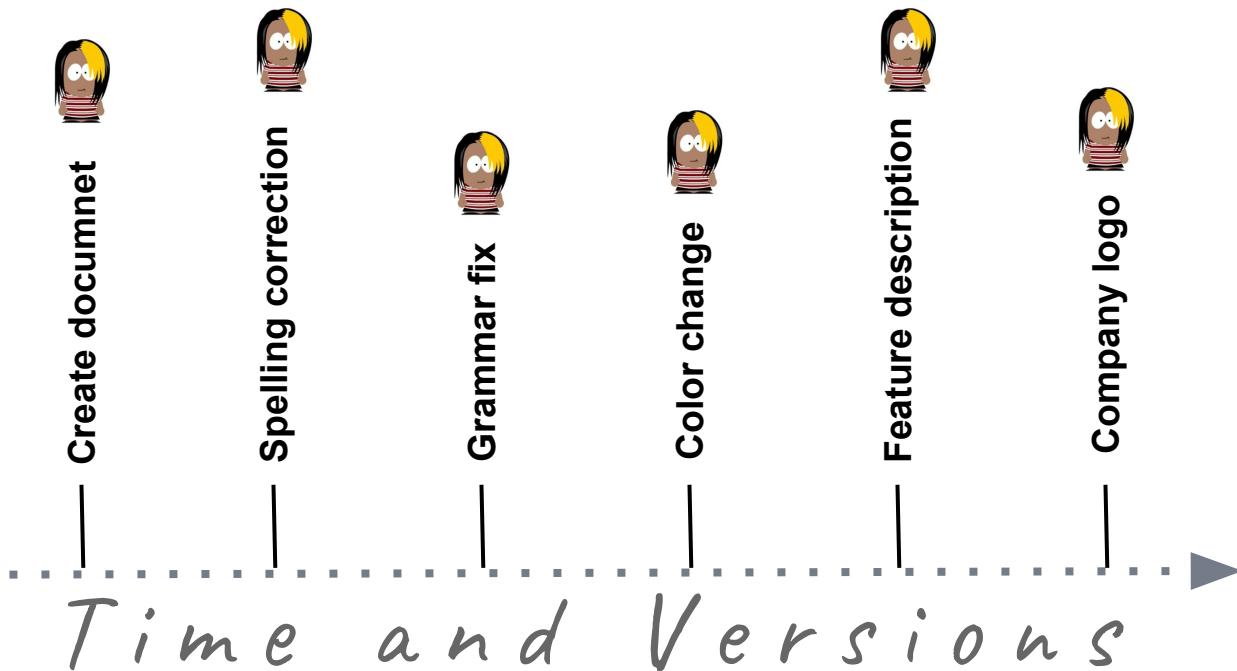 Create documnet
Spelling correction
Grammar fix
Color change
Feature description
Company logo
Time and Versions